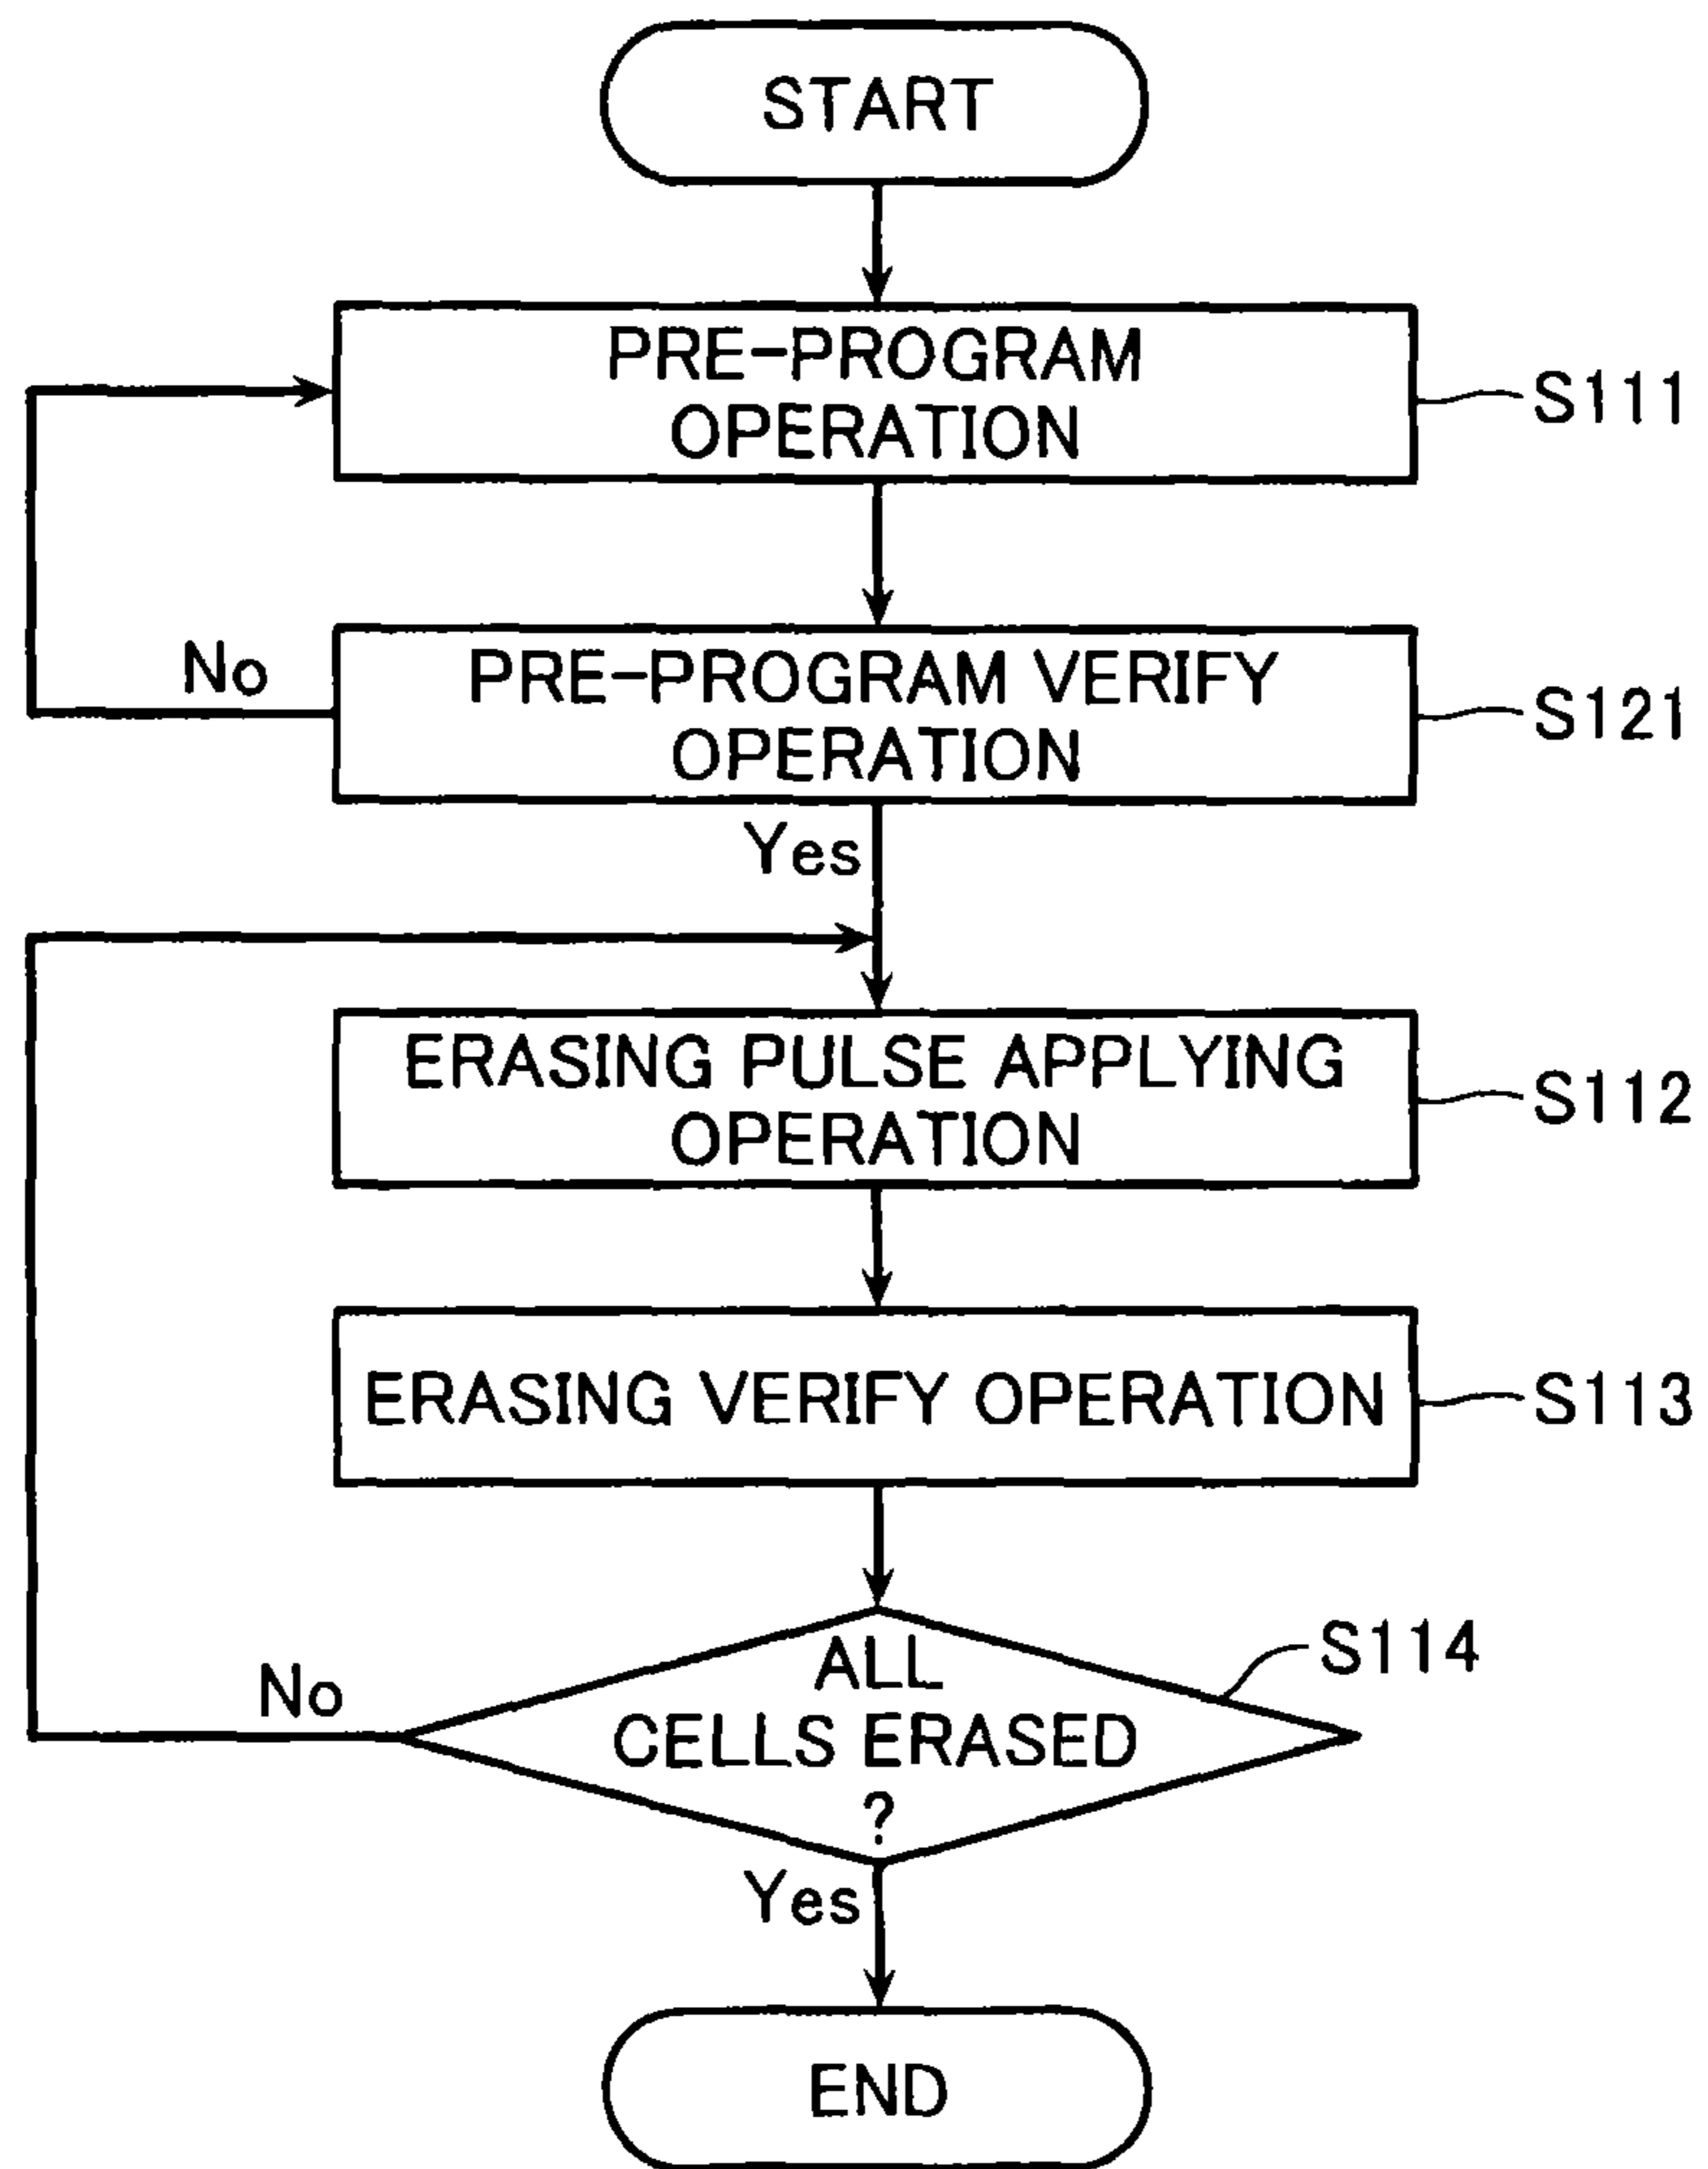 START
PRE-PROGRAM
OPERATION
S111
No
PRE-PROGRAM VERIFY
OPERATION
S121
Yes
ERASING PULSE APPLYING
OPERATION
S112
ERASING VERIFY OPERATION
S113
ALL
CELLS ERASED
?
S114
No
Yes
END